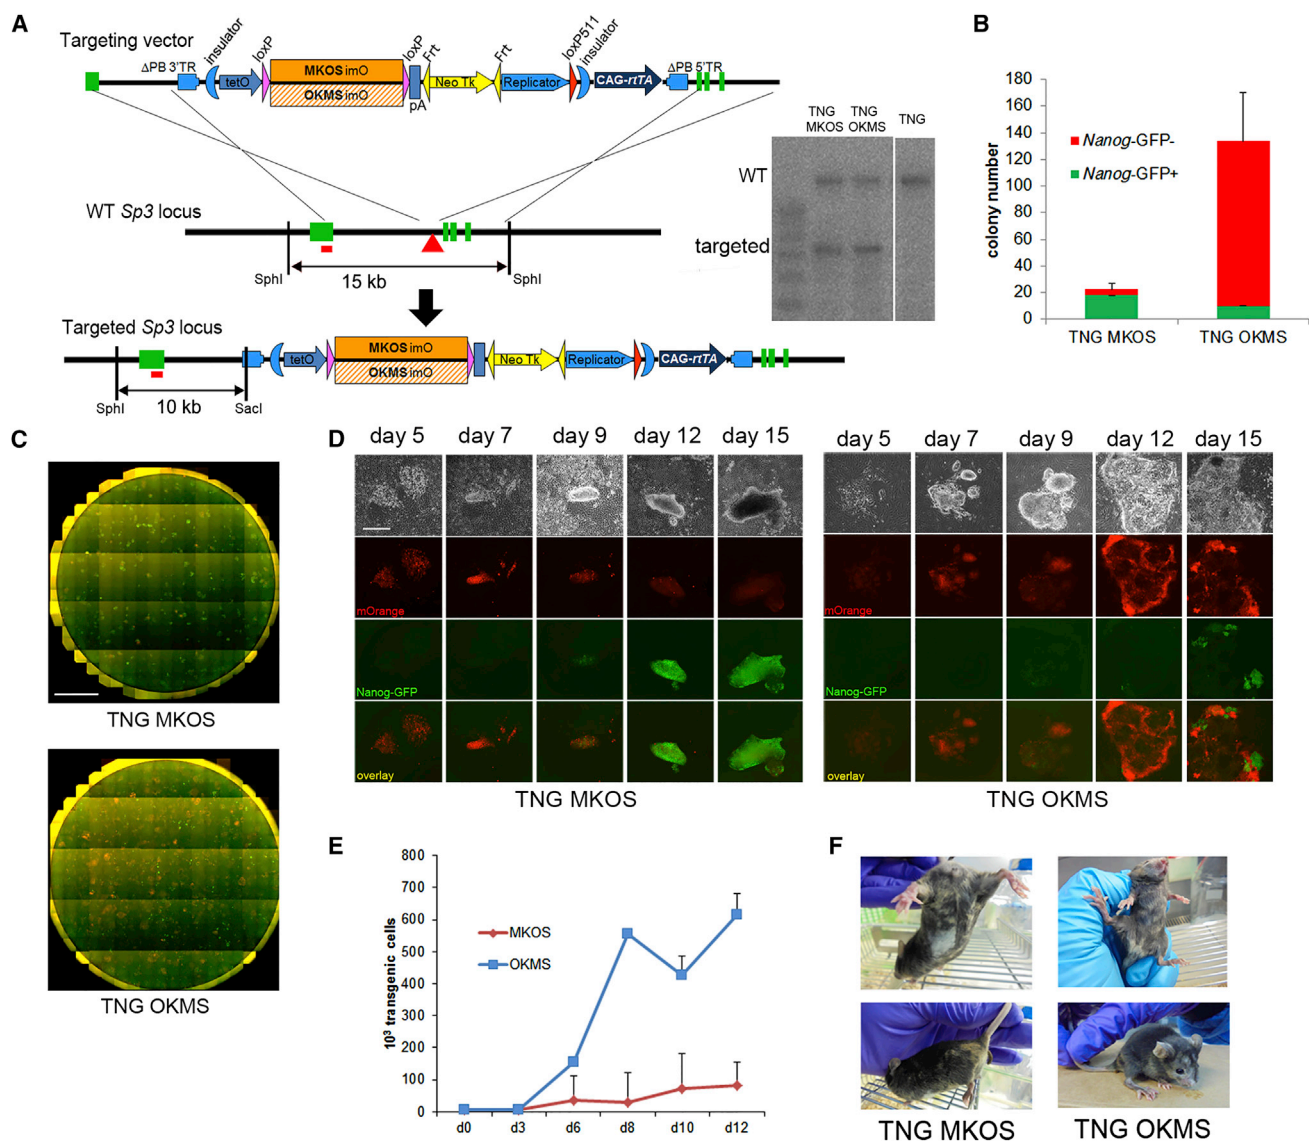 A
Targeting vector
ΔPB 3'TR
insulator
loxP
tetO
MKOS imO
OKMS imO
loxP
Frt
pA
Neo Tk
Frt
Replicator
loxP511
insulator
CAG-rtTA
ΔPB 5'TR
WT Sp3 locus
SphI
15 kb
SphI
Targeted Sp3 locus
tetO
MKOS imO
OKMS imO
Neo Tk
Replicator
CAG-rtTA
SphI
10 kb
SacI
TNG MKOS
TNG OKMS
TNG
WT
targeted
B
colony number
180
160
140
120
100
80
60
40
20
0
Nanog-GFP-
Nanog-GFP+
TNG MKOS
TNG OKMS
C
TNG MKOS
TNG OKMS
D
day 5
day 7
day 9
day 12
day 15
day 5
day 7
day 9
day 12
day 15
mOrange
mOrange
Nanog-GFP
Nanog-GFP
overlay
overlay
TNG MKOS
TNG OKMS
E
10³ transgenic cells
800
700
600
500
400
300
200
100
0
MKOS
OKMS
d0
d3
d6
d8
d10
d12
F
TNG MKOS
TNG OKMS